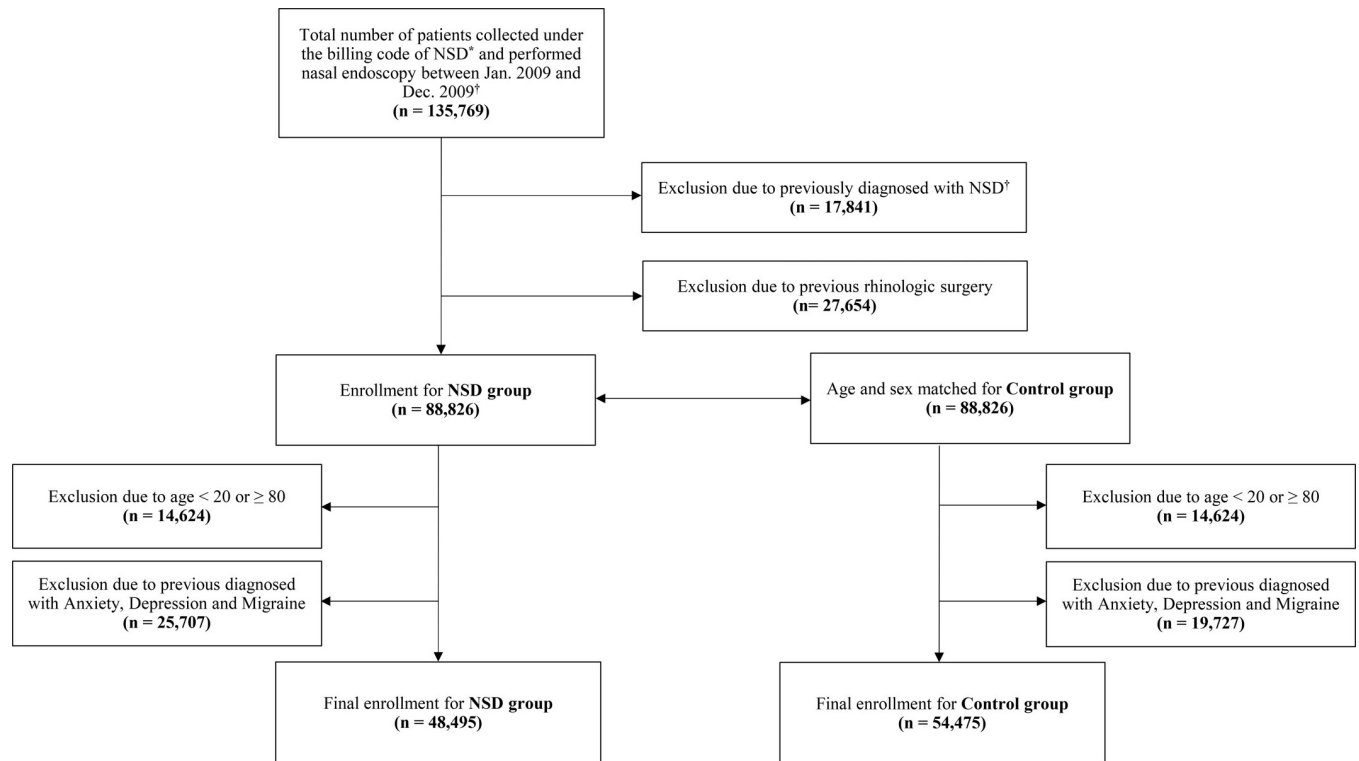 Total number of patients collected under
the billing code of NSD* and performed
nasal endoscopy between Jan. 2009 and
Dec. 2009†
(n = 135,769)
Exclusion due to previously diagnosed with NSD†
(n = 17,841)
Exclusion due to previous rhinologic surgery
(n= 27,654)
Enrollment for NSD group
(n = 88,826)
Age and sex matched for Control group
(n = 88,826)
Exclusion due to age < 20 or ≥ 80
(n = 14,624)
Exclusion due to age < 20 or ≥ 80
(n = 14,624)
Exclusion due to previous diagnosed
with Anxiety, Depression and Migraine
(n = 25,707)
Exclusion due to previous diagnosed
with Anxiety, Depression and Migraine
(n = 19,727)
Final enrollment for NSD group
(n = 48,495)
Final enrollment for Control group
(n = 54,475)